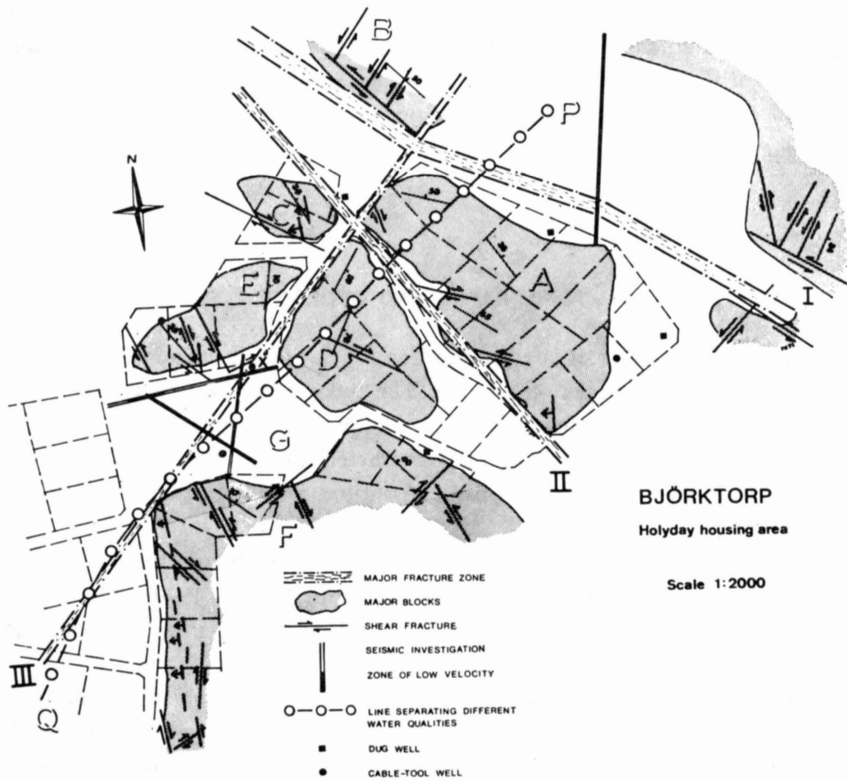 B
P
N
C
A
E
I
D
X
G
II
F
III
Q
BJÖRKTORP
Holyday housing area
Scale 1:2000
MAJOR FRACTURE ZONE
MAJOR BLOCKS
SHEAR FRACTURE
SEISMIC INVESTIGATION
ZONE OF LOW VELOCITY
LINE SEPARATING DIFFERENT
WATER QUALITIES
DUG WELL
CABLE-TOOL WELL